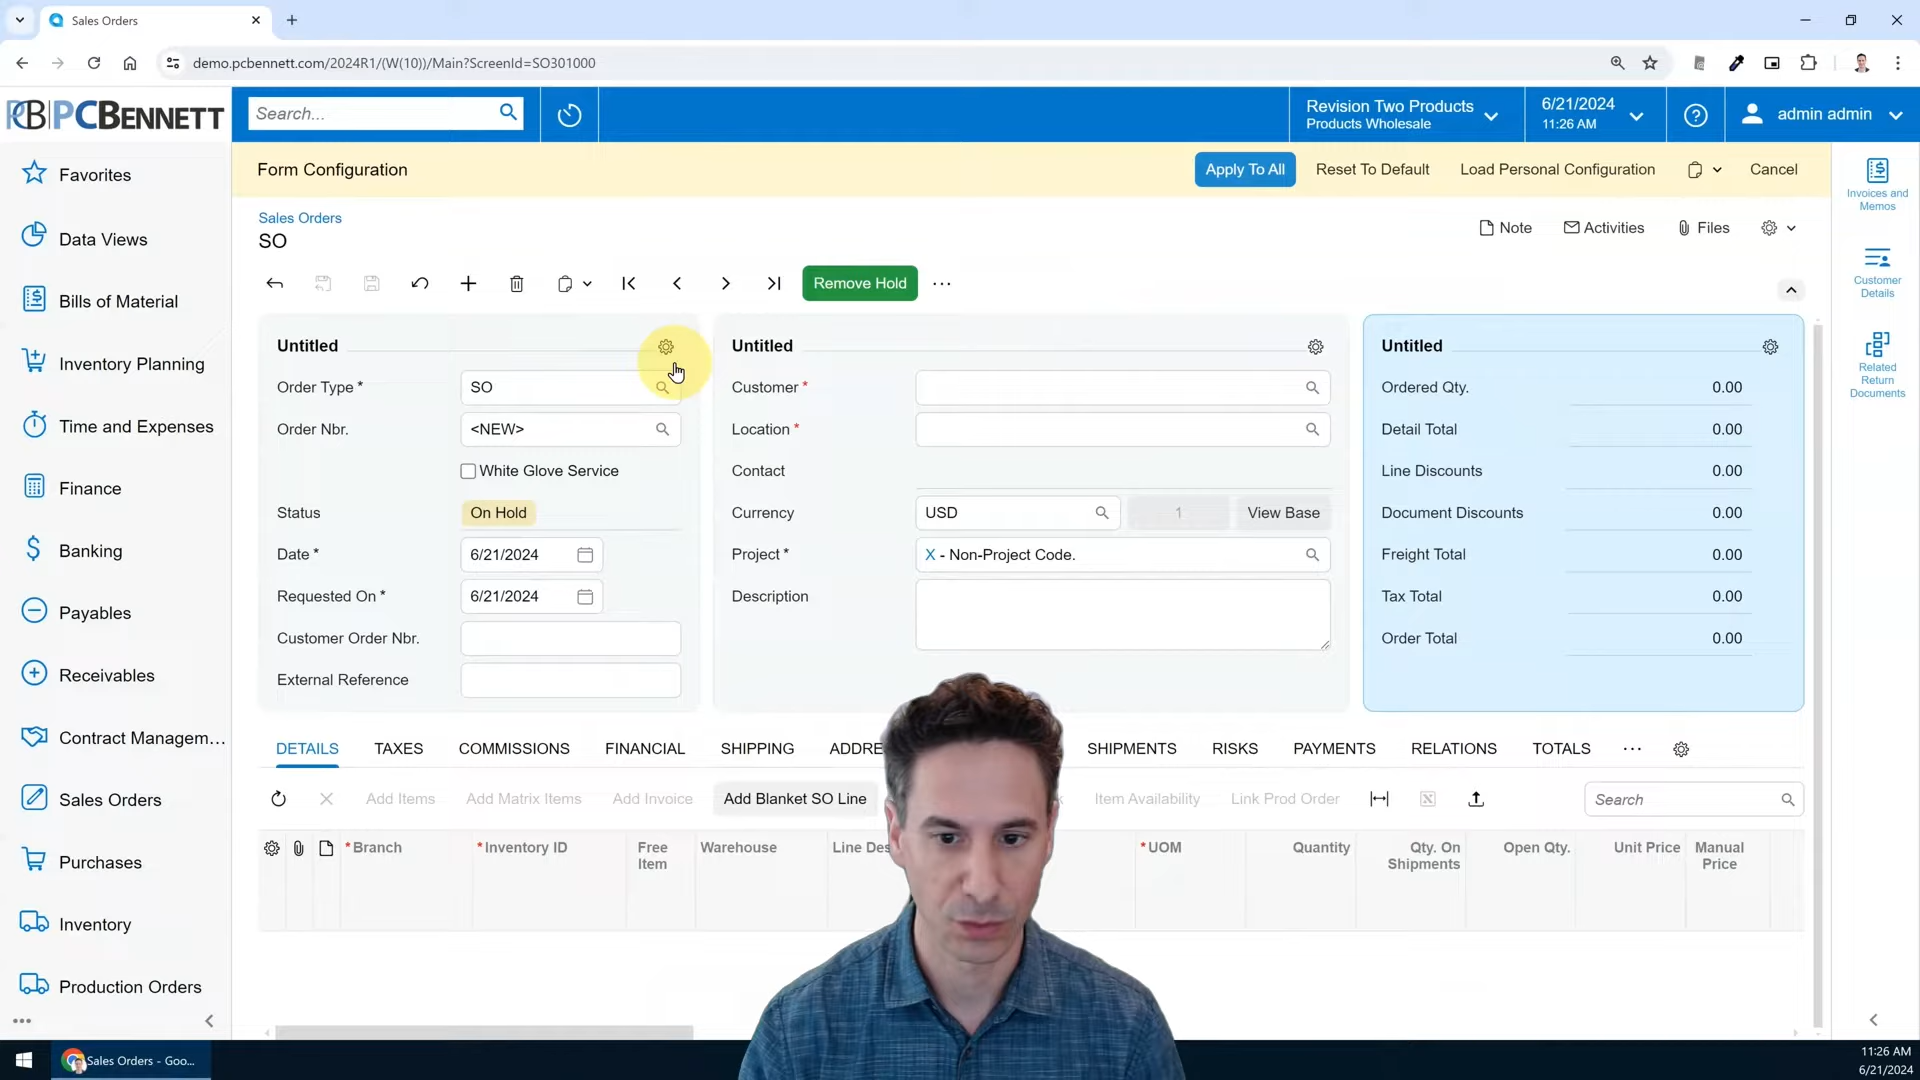 Sales Orders
demo.pcbennett.com/2024R1/(W(10))/Main?ScreenId=SO301000
PCB PCBENNETT
Search...
Revision Two Products
Products Wholesale
6/21/2024
11:26 AM
admin admin
Form Configuration
Apply To All
Reset To Default
Load Personal Configuration
Cancel
Favorites
Data Views
Bills of Material
Inventory Planning
Time and Expenses
Finance
Banking
Payables
Receivables
Contract Managem...
Sales Orders
Purchases
Inventory
Production Orders
Sales Orders
SO
Note
Activities
Files
Remove Hold
Untitled
Order Type *
SO
Order Nbr.
<NEW>
White Glove Service
Status
On Hold
Date *
6/21/2024
Requested On *
6/21/2024
Customer Order Nbr.
External Reference
Untitled
Customer *
Location *
Contact
Currency
USD
1
View Base
Project *
X - Non-Project Code.
Description
Untitled
Ordered Qty.
0.00
Detail Total
0.00
Line Discounts
0.00
Document Discounts
0.00
Freight Total
0.00
Tax Total
0.00
Order Total
0.00
Invoices and
Memos
Customer
Details
Related
Return
Documents
DETAILS
TAXES
COMMISSIONS
FINANCIAL
SHIPPING
ADDRE
SHIPMENTS
RISKS
PAYMENTS
RELATIONS
TOTALS
Add Items
Add Matrix Items
Add Invoice
Add Blanket SO Line
Item Availability
Link Prod Order
Search
* Branch
* Inventory ID
Free
Item
Warehouse
Line Des
* UOM
Quantity
Qty. On
Shipments
Open Qty.
Unit Price
Manual
Price
Sales Orders - Goo...
11:26 AM
6/21/2024